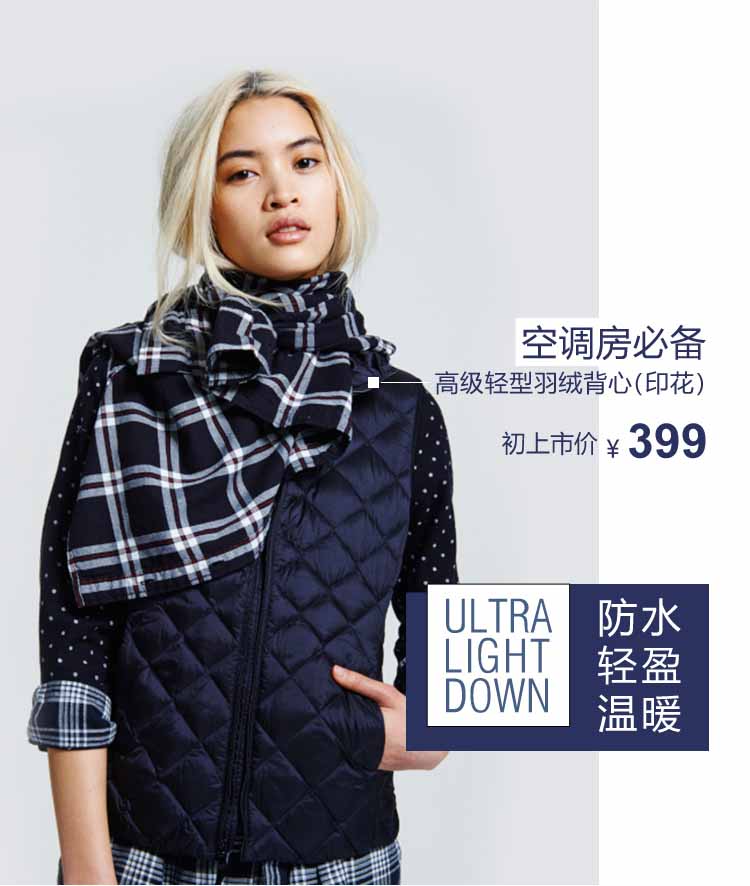 空调房必备
高级轻型羽绒背心(印花)
初上市价 ¥ 399
ULTRA
LIGHT
DOWN
防水
轻盈
温暖